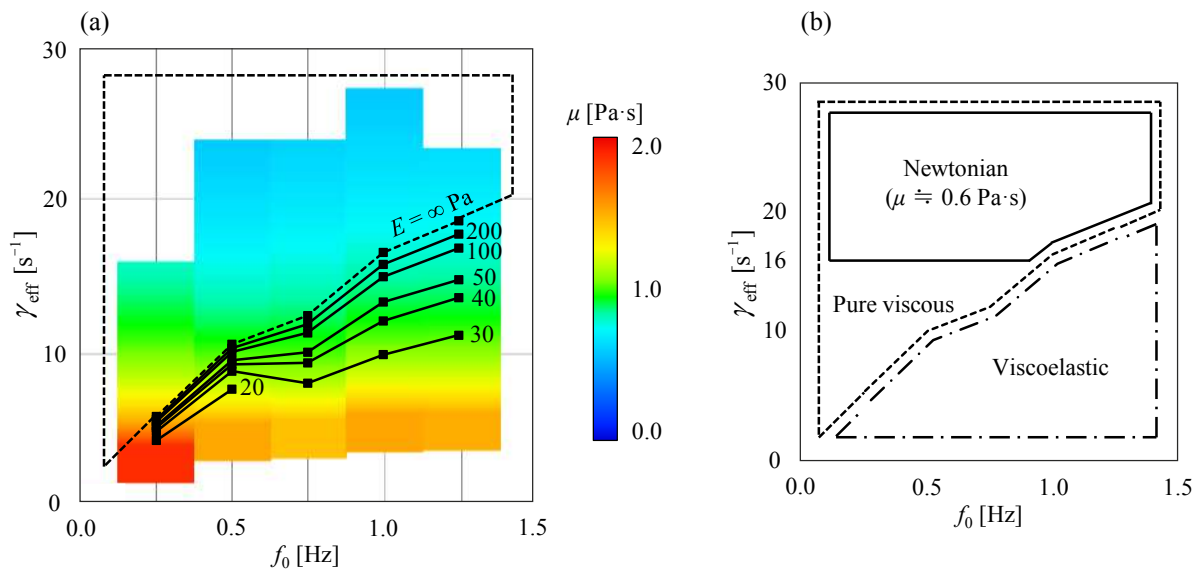 (a)
30
20
10
0
γ̇eff [s⁻¹]
0.0
0.5
1.0
1.5
f₀ [Hz]
E = ∞ Pa
200
100
50
40
30
20
μ [Pa·s]
2.0
1.0
0.0
(b)
30
20
16
10
0
γ̇eff [s⁻¹]
Newtonian
(μ ≒ 0.6 Pa·s)
Pure viscous
Viscoelastic
0.0
0.5
1.0
1.5
f₀ [Hz]